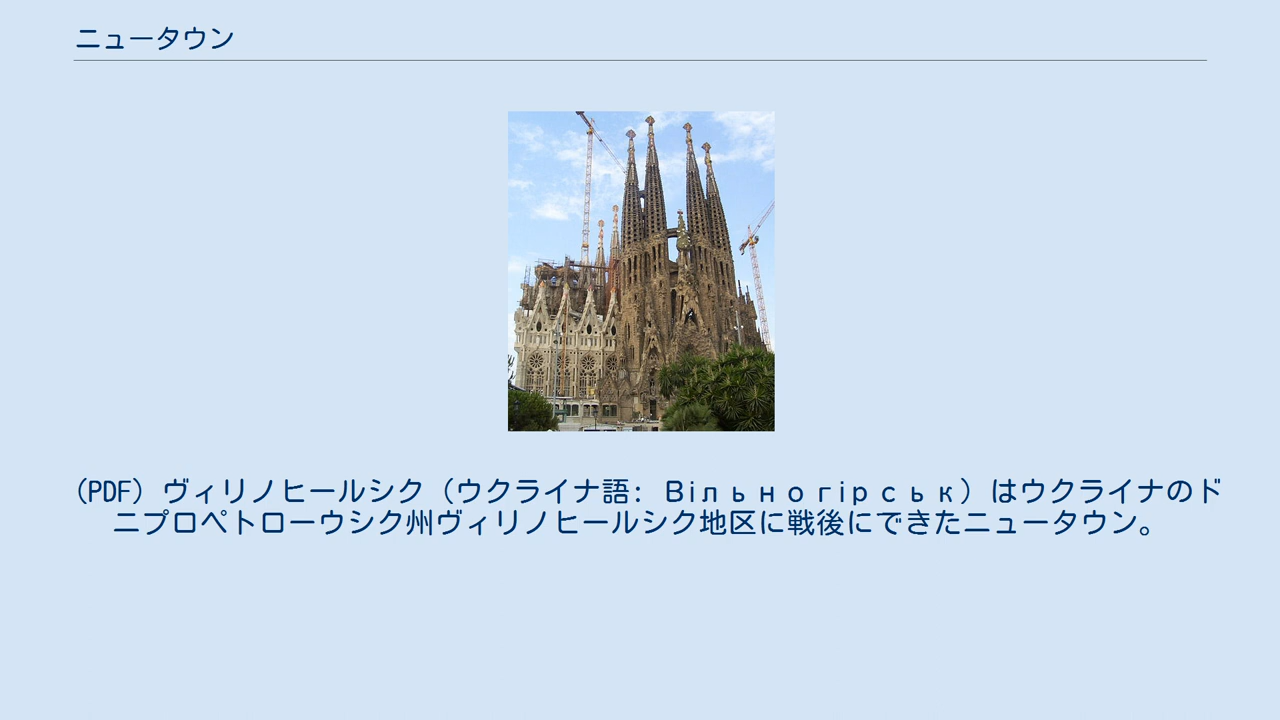 ニュータウン
（PDF）ヴィリノヒールシク（ウクライナ語: Вільногірськ）はウクライナのド
ニプロペトローウシク州ヴィリノヒールシク地区に戦後にできたニュータウン。